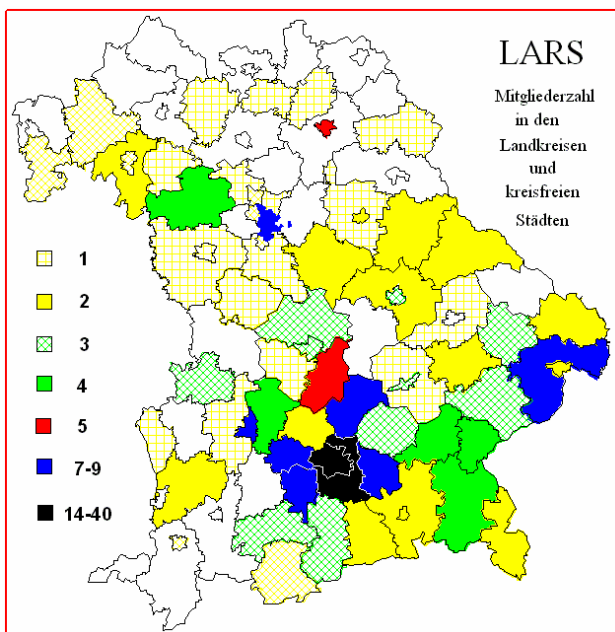 LARS
Mitgliederzahl
in den
Landkreisen
und
kreisfreien
Städten
1
2
3
4
5
7-9
14-40